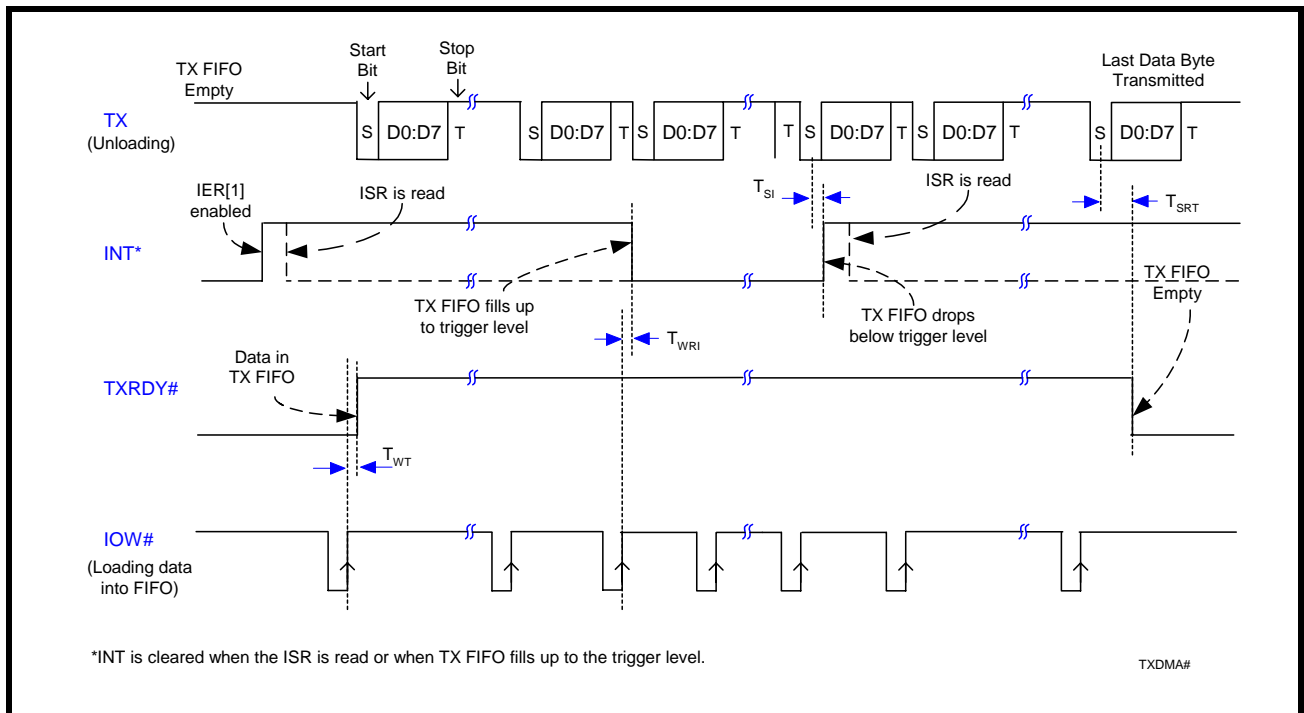 Start
Bit
Stop
Bit
TX FIFO
Empty
Last Data Byte
Transmitted
TX
(Unloading)
S D0:D7 T S D0:D7 T S D0:D7 T T S D0:D7 T S D0:D7 T S D0:D7 T
IER[1]
enabled
ISR is read
TSI
ISR is read
TSRT
INT*
TX FIFO fills up
to trigger level
TX FIFO drops
below trigger level
TX FIFO
Empty
TWRI
Data in
TX FIFO
TXRDY#
TWT
IOW#
(Loading data
into FIFO)
*INT is cleared when the ISR is read or when TX FIFO fills up to the trigger level.
TXDMA#